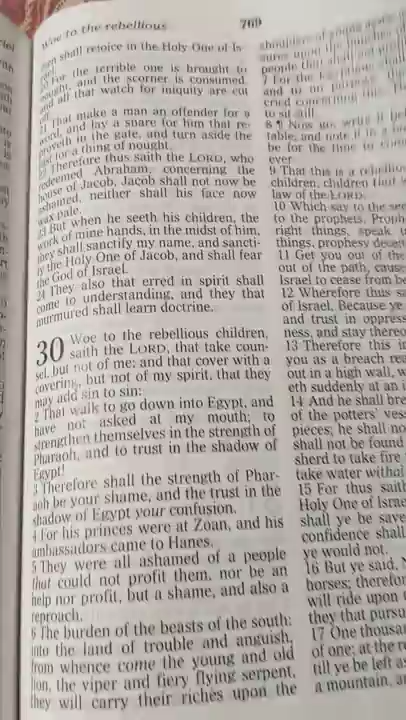 Woe to the rebellious
769
men shall rejoice in the Holy One of Is-
For the terrible one is brought to
nought, and the scorner is consumed,
and all that watch for iniquity are cut
21 That make a man an offender for a
word, and lay a snare for him that re-
proveth in the gate, and turn aside the
just for a thing of nought.
22 Therefore thus saith the LORD, who
redeemed Abraham, concerning the
house of Jacob, Jacob shall not now be
ashamed, neither shall his face now
wax pale.
23 But when he seeth his children, the
work of mine hands, in the midst of him,
they shall sanctify my name, and sancti-
fy the Holy One of Jacob, and shall fear
the God of Israel.
24 They also that erred in spirit shall
come to understanding, and they that
murmured shall learn doctrine.
30 Woe to the rebellious children,
saith the LORD, that take coun-
sel, but not of me; and that cover with a
covering, but not of my spirit, that they
may add sin to sin:
2 That walk to go down into Egypt, and
have not asked at my mouth; to
strengthen themselves in the strength of
Pharaoh, and to trust in the shadow of
Egypt!
3 Therefore shall the strength of Phar-
aoh be your shame, and the trust in the
shadow of Egypt your confusion.
4 For his princes were at Zoan, and his
ambassadors came to Hanes.
5 They were all ashamed of a people
that could not profit them, nor be an
help nor profit, but a shame, and also a
reproach.
6 The burden of the beasts of the south:
into the land of trouble and anguish,
from whence come the young and old
lion, the viper and fiery flying serpent,
they will carry their riches upon the
shoulders of young
people that shall not
7 For the
and to no purpose
cried concerning
to sit still.
8 ¶ Now go, write it
table, and note it in a
be for the time to come
ever
9 That this is a rebellious
children, children that
law of the LORD:
10 Which say to the
to the prophets, Proph
right things, speak
things, prophesy deceit
11 Get you out of the
out of the path, cause
Israel to cease from be
12 Wherefore thus sa
of Israel, Because ye
and trust in oppress
ness, and stay thereo
13 Therefore this in
you as a breach rea
out in a high wall, w
eth suddenly at an i
14 And he shall bre
of the potters' ves
pieces; he shall no
shall not be found
sherd to take fire
take water withal
15 For thus saith
Holy One of Israe
shall ye be save
confidence shall
ye would not.
16 But ye said,
horses; therefor
will ride upon
they that pursu
17 One thousan
of one; at the re
till ye be left as
a mountain, an